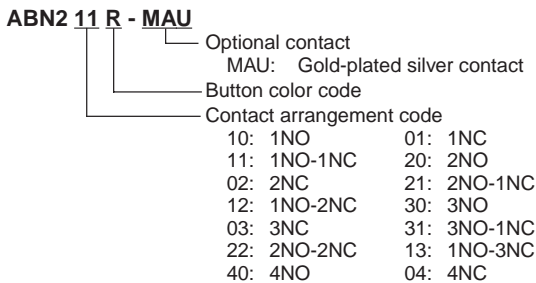 ABN2 11 R - MAU
Optional contact
MAU: Gold-plated silver contact
Button color code
Contact arrangement code
10: 1NO 01: 1NC
11: 1NO-1NC 20: 2NO
02: 2NC 21: 2NO-1NC
12: 1NO-2NC 30: 3NO
03: 3NC 31: 3NO-1NC
22: 2NO-2NC 13: 1NO-3NC
40: 4NO 04: 4NC